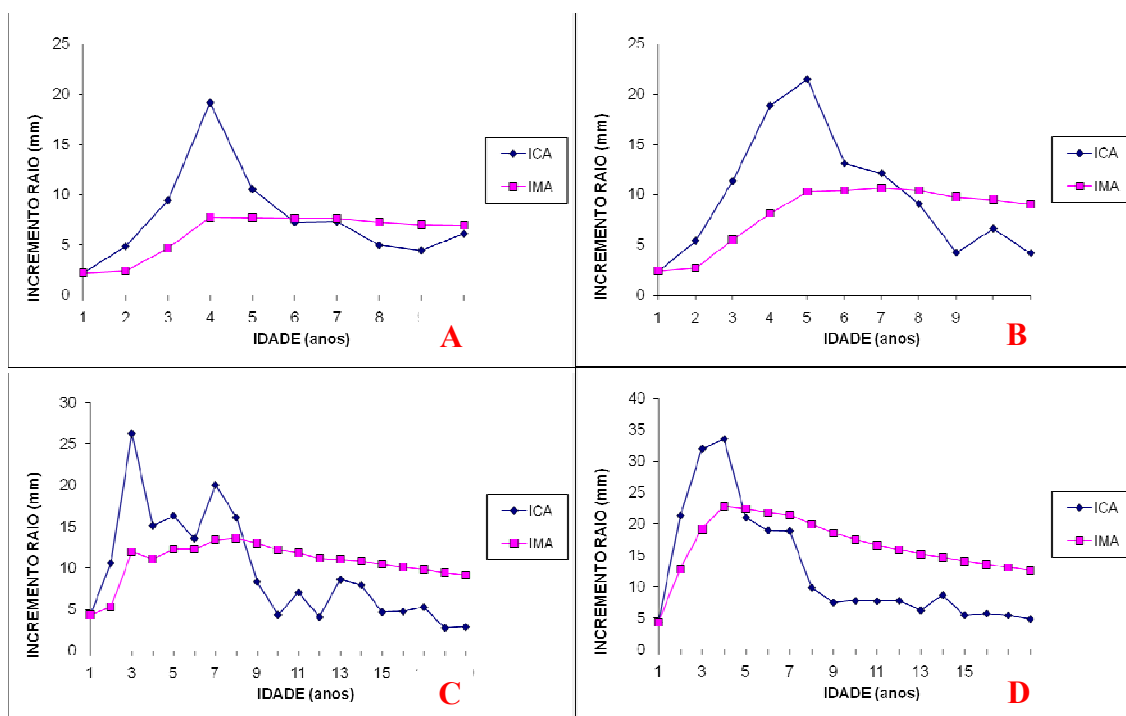 25
20
15
10
5
0
INCREMENTO RAIO (mm)
1 2 3 4 5 6 7 8
IDADE (anos)
ICA
IMA
A
25
20
15
10
5
0
INCREMENTO RAIO (mm)
1 2 3 4 5 6 7 8 9
IDADE (anos)
ICA
IMA
B
30
25
20
15
10
5
0
INCREMENTO RAIO (mm)
1 3 5 7 9 11 13 15
IDADE (anos)
ICA
IMA
C
40
35
30
25
20
15
10
5
0
INCREMENTO RAIO (mm)
1 3 5 7 9 11 13 15
IDADE (anos)
ICA
IMA
D